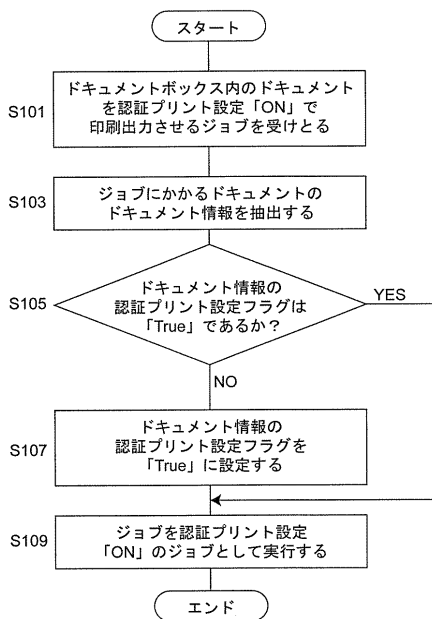 スタート
S101
ドキュメントボックス内のドキュメント
を認証プリント設定「ON」で
印刷出力させるジョブを受けとる
S103
ジョブにかかるドキュメントの
ドキュメント情報を抽出する
S105
ドキュメント情報の
認証プリント設定フラグは
「True」であるか？
YES
NO
S107
ドキュメント情報の
認証プリント設定フラグを
「True」に設定する
S109
ジョブを認証プリント設定
「ON」のジョブとして実行する
エンド